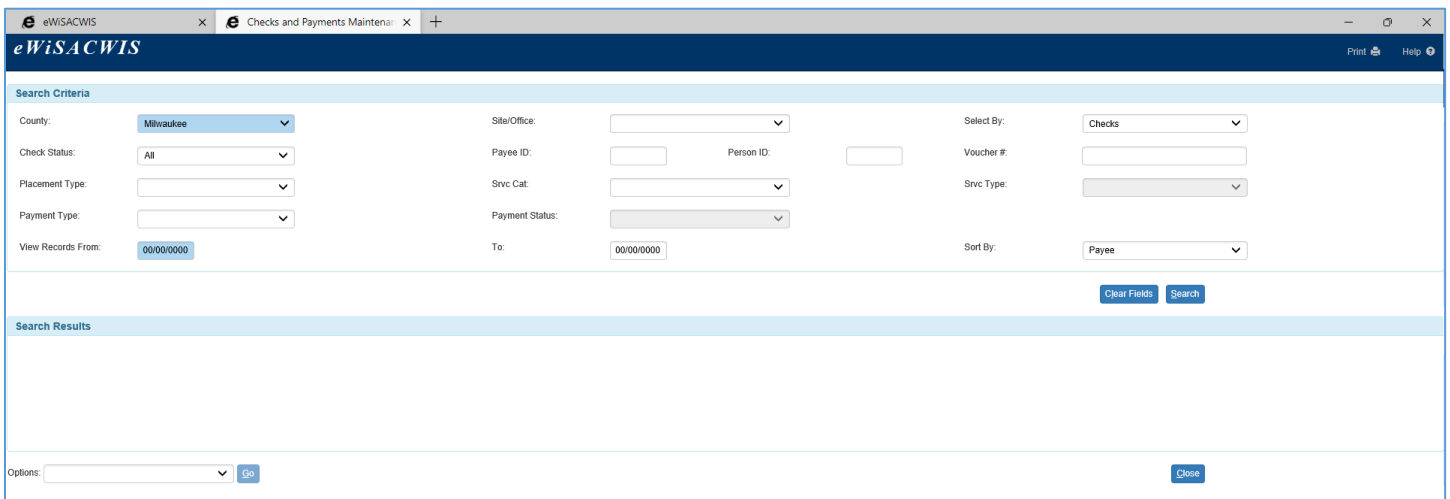 eWiSACWIS
Checks and Payments Maintenan
eWiSACWIS
Print
Help
Search Criteria
County: Milwaukee Site/Office: Select By: Checks
Check Status: All Payee ID: Person ID: Voucher #:
Placement Type: Srvc Cat: Srvc Type:
Payment Type: Payment Status:
View Records From: 00/00/0000 To: 00/00/0000 Sort By: Payee
Clear Fields Search
Search Results
Options: Go Close